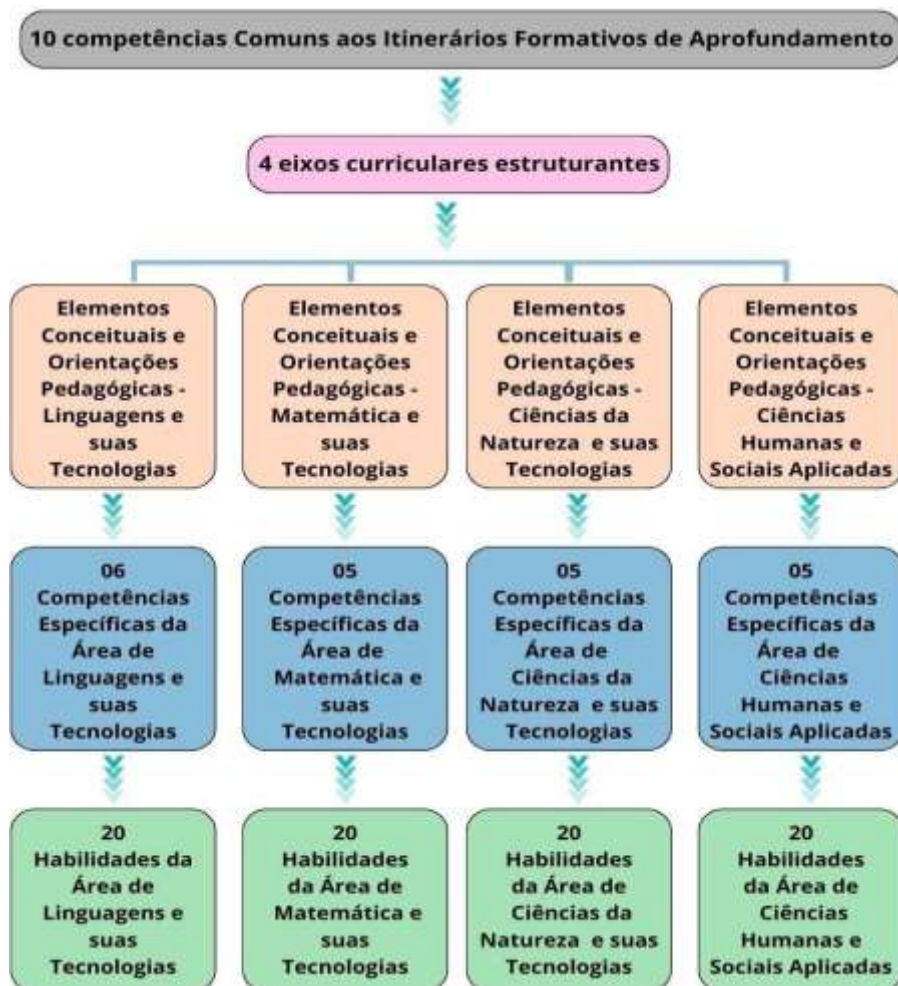 10 competências Comuns aos Itinerários Formativos de Aprofundamento
4 eixos curriculares estruturantes
Elementos
Conceituais e
Orientações
Pedagógicas -
Linguagens e
suas
Tecnologias
Elementos
Conceituais e
Orientações
Pedagógicas -
Matemática e
suas
Tecnologias
Elementos
Conceituais e
Orientações
Pedagógicas -
Ciências da
Natureza e suas
Tecnologias
Elementos
Conceituais e
Orientações
Pedagógicas -
Ciências
Humanas e
Sociais Aplicadas
06
Competências
Específicas da
Área de
Linguagens e
suas
Tecnologias
05
Competências
Específicas da
Área de
Matemática e
suas
Tecnologias
05
Competências
Específicas da
Área de
Ciências da
Natureza e suas
Tecnologias
05
Competências
Específicas da
Área de
Ciências
Humanas e
Sociais Aplicadas
20
Habilidades da
Área de
Linguagens e
suas
Tecnologias
20
Habilidades
da Área de
Matemática e
suas
Tecnologias
20
Habilidades
da Área de
Ciências da
Natureza e suas
Tecnologias
20
Habilidades
da Área de
Ciências
Humanas e
Sociais Aplicadas